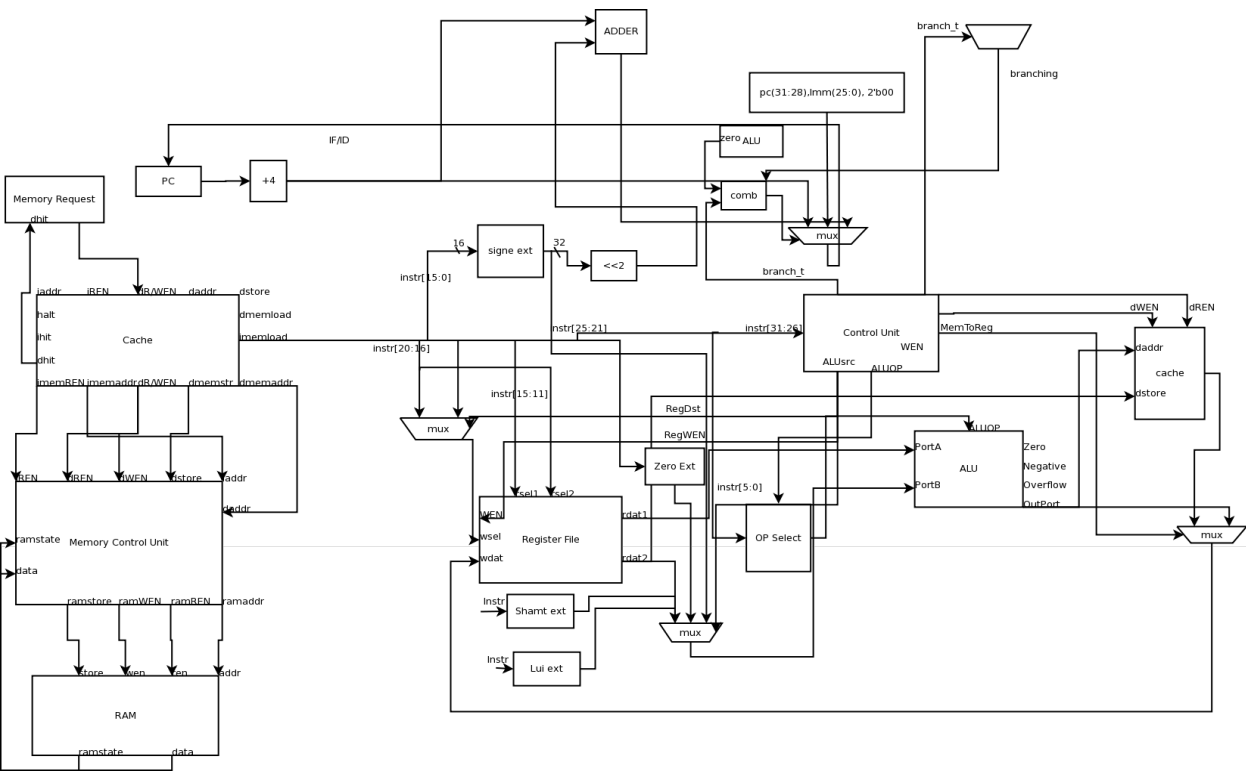 ADDER
branch_t
branching
pc(31:28),Imm(25:0), 2'b00
IF/ID
zero
ALU
PC
+4
comb
Memory Request
dhit
mux
16
signe ext
32
<<2
branch_t
instr[15:0]
iaddr
iREN
dR/WEN
daddr
dstore
halt
dmemload
ihit
imemload
Cache
dhit
imemREN
imemaddr
dR/WEN
dmemstr
dmemaddr
nstr[25:21]
instr[31:26]
Control Unit
WEN
ALUsrc
ALUOP
MemToReg
dWEN
dREN
daddr
cache
dstore
instr[20:16]
instr[15:11]
mux
RegDst
RegWEN
ALUOP
PortA
ALU
PortB
Zero
Negative
Overflow
OutPort
Zero Ext
instr[5:0]
OP Select
mux
iREN
dREN
dWEN
dstore
iaddr
daddr
ramstate
Memory Control Unit
data
ramstore
ramWEN
ramREN
ramaddr
rsel1
rsel2
WEN
wsel
wdat
Register File
rdat1
rdat2
Instr
Shamt ext
mux
Instr
Lui ext
store
wen
ren
addr
RAM
ramstate
data